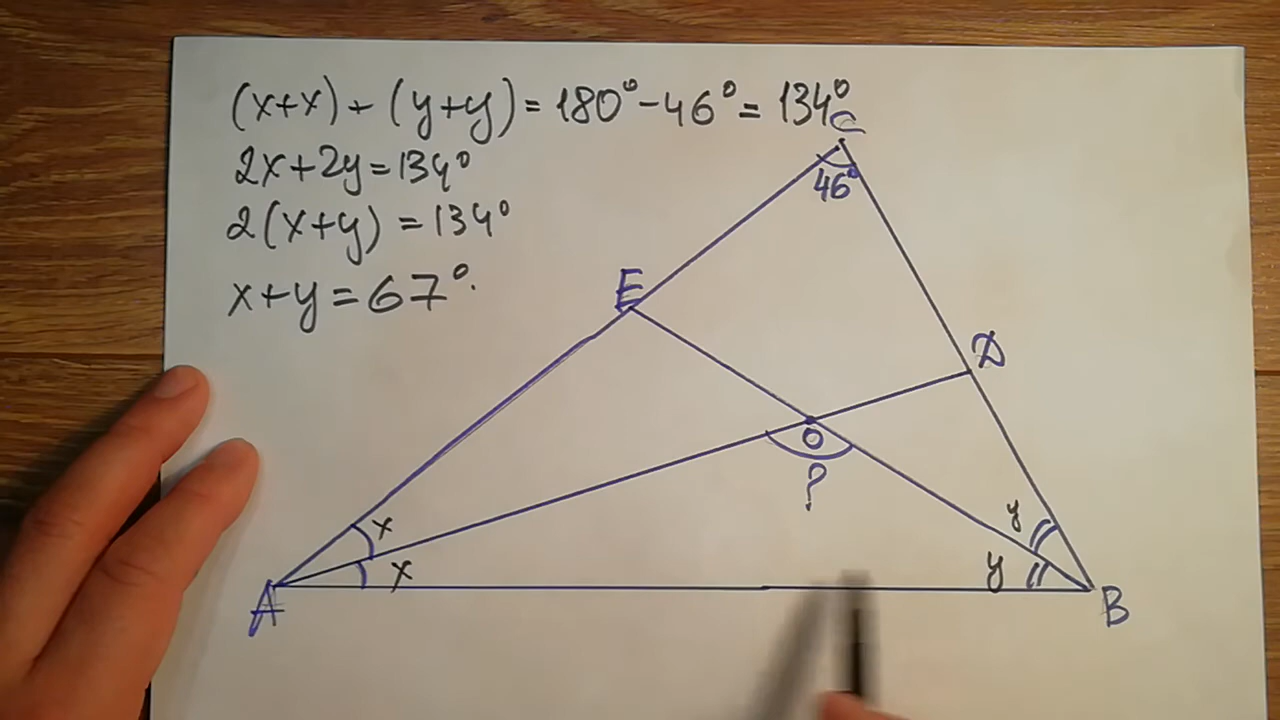 (x+x)+(y+y)=180°-46°=134°
2x+2y=134°
2(x+y)=134°
x+y=67°.
C
46°
E
D
O
?
x
x
y
y
A
B